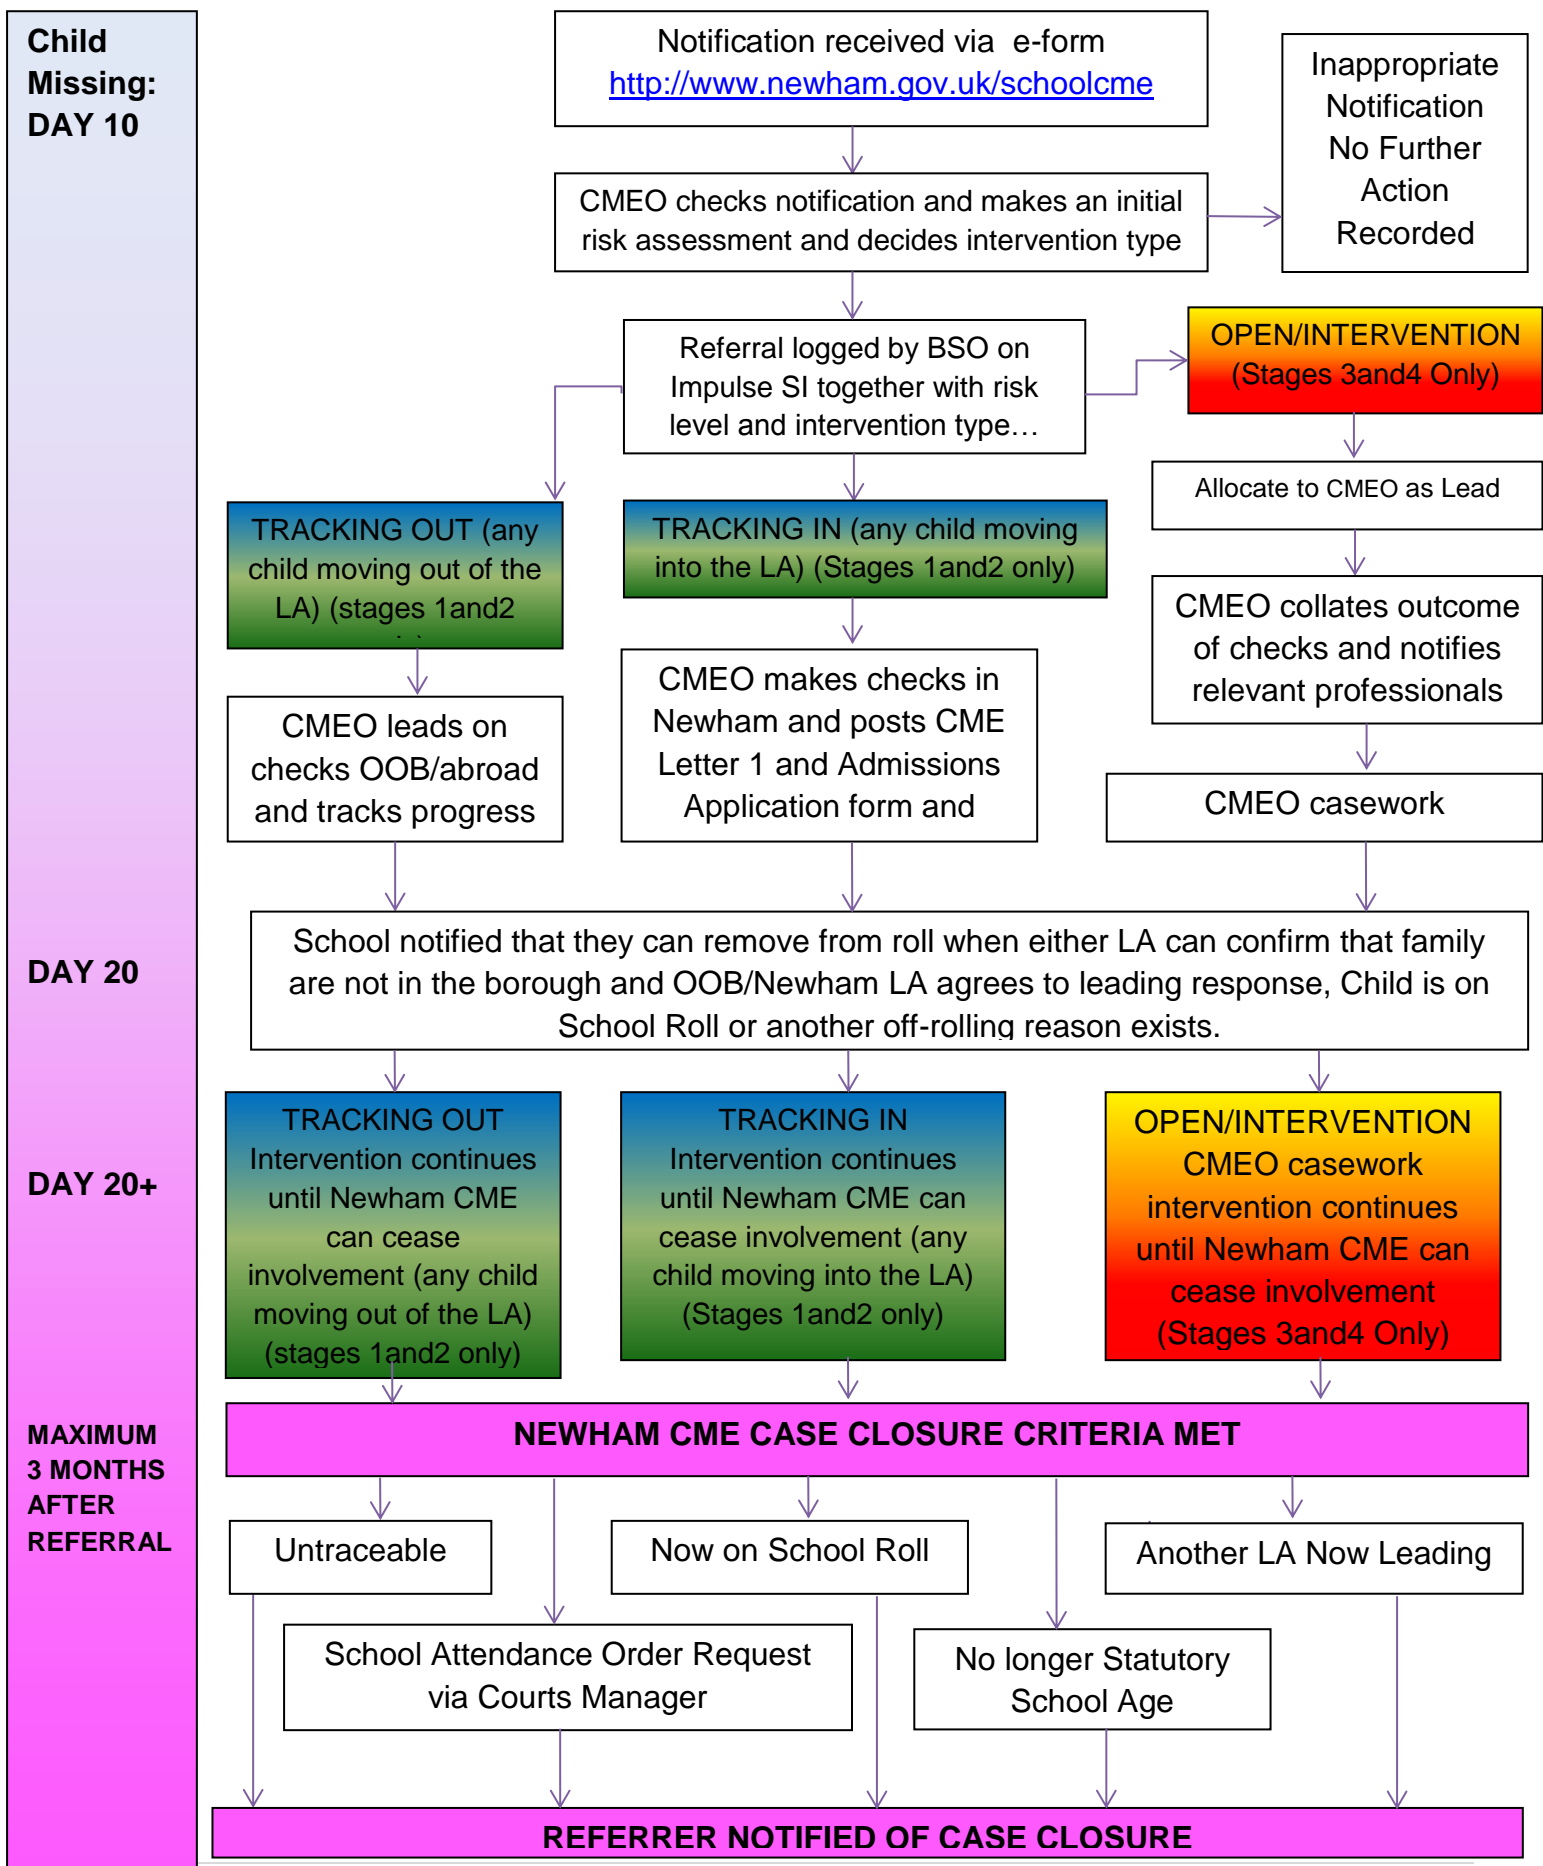 Child
Missing:
DAY 10
Notification received via e-form
http://www.newham.gov.uk/schoolcme
Inappropriate
Notification
No Further
Action
Recorded
CMEO checks notification and makes an initial
risk assessment and decides intervention type
Referral logged by BSO on
Impulse SI together with risk
level and intervention type…
OPEN/INTERVENTION
(Stages 3and4 Only)
Allocate to CMEO as Lead
TRACKING OUT (any
child moving out of the
LA) (stages 1and2
TRACKING IN (any child moving
into the LA) (Stages 1and2 only)
CMEO collates outcome
of checks and notifies
relevant professionals
CMEO leads on
checks OOB/abroad
and tracks progress
CMEO makes checks in
Newham and posts CME
Letter 1 and Admissions
Application form and
CMEO casework
DAY 20
School notified that they can remove from roll when either LA can confirm that family
are not in the borough and OOB/Newham LA agrees to leading response, Child is on
School Roll or another off-rolling reason exists.
DAY 20+
TRACKING OUT
Intervention continues
until Newham CME
can cease
involvement (any child
moving out of the LA)
(stages 1and2 only)
TRACKING IN
Intervention continues
until Newham CME can
cease involvement (any
child moving into the LA)
(Stages 1and2 only)
OPEN/INTERVENTION
CMEO casework
intervention continues
until Newham CME can
cease involvement
(Stages 3and4 Only)
MAXIMUM
3 MONTHS
AFTER
REFERRAL
NEWHAM CME CASE CLOSURE CRITERIA MET
Untraceable
Now on School Roll
Another LA Now Leading
School Attendance Order Request
via Courts Manager
No longer Statutory
School Age
REFERRER NOTIFIED OF CASE CLOSURE